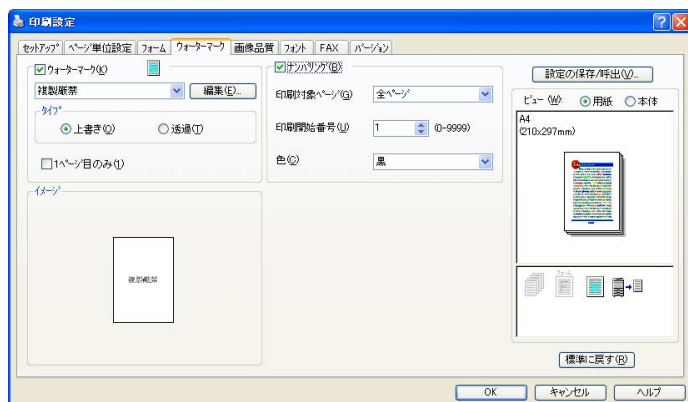 印刷設定
セットアップ ページ単位設定 フォーム ウォーターマーク 画像品質 フォント FAX バージョン
ウォーターマーク(K)
複製厳禁
編集(E)...
タイプ
上書き(O) 透過(T)
1ページ目のみ(1)
イメージ
複製厳禁
ナンバリング(B)
印刷対象ページ(G) 全ページ
印刷開始番号(U) 1 (0-9999)
色(C) 黒
設定の保存/呼出(V)...
ビュー(W): 用紙 本体
A4
(210x297mm)
フォーム
標準に戻す(R)
OK キャンセル ヘルプ